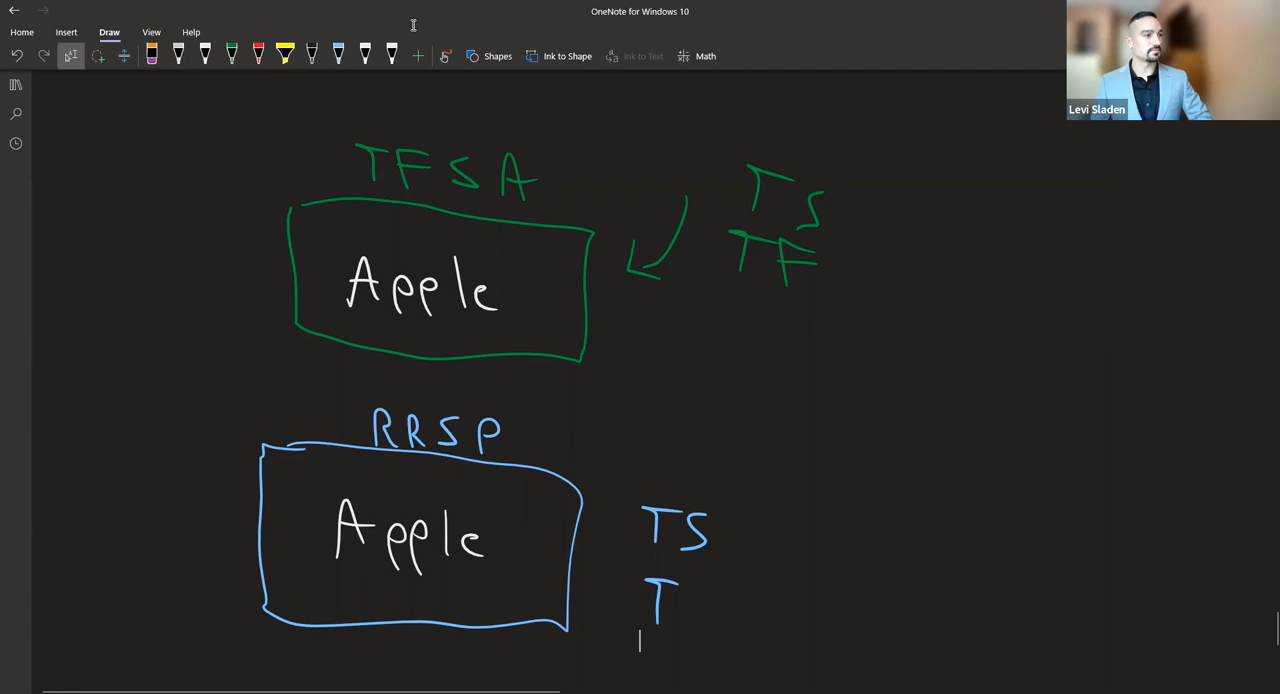 OneNote for Windows 10
Home Insert Draw View Help
Shapes Ink to Shape Ink to Text Math
Levi Sladen
TFSA
TS
TF
Apple
RRSP
Apple
TS
T